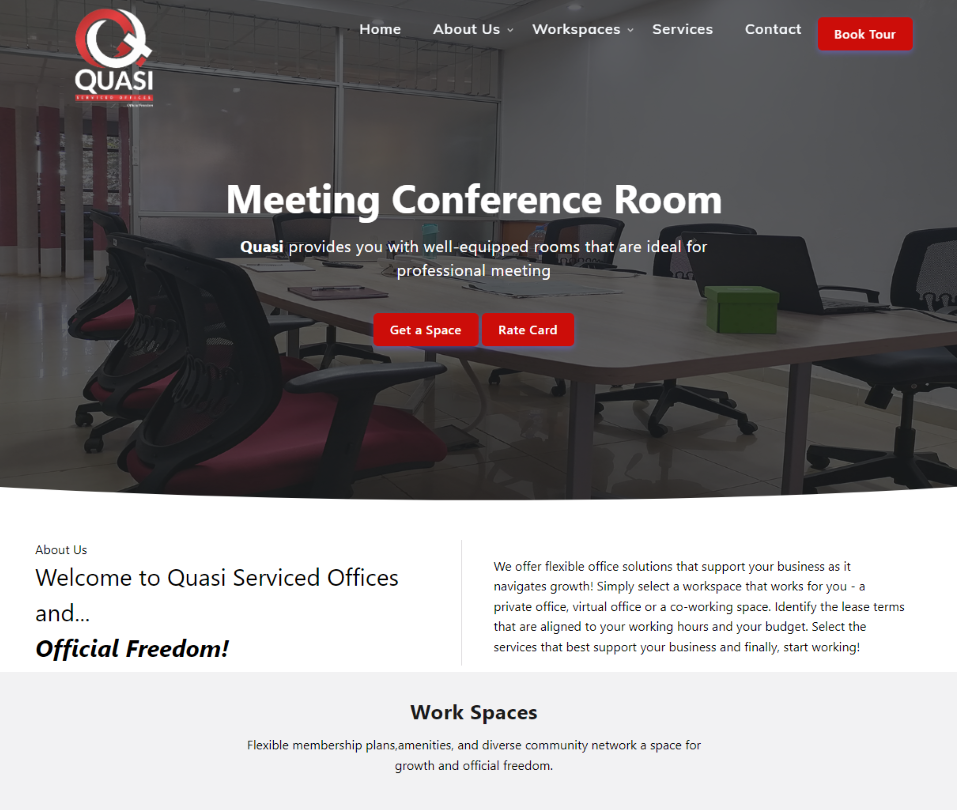 Home About Us Workspaces Services Contact Book Tour
QUASI
SERVICED OFFICES
Meeting Conference Room
Quasi provides you with well-equipped rooms that are ideal for
professional meeting
Get a Space Rate Card
About Us
Welcome to Quasi Serviced Offices
and...
Official Freedom!
We offer flexible office solutions that support your business as it
navigates growth! Simply select a workspace that works for you - a
private office, virtual office or a co-working space. Identify the lease terms
that are aligned to your working hours and your budget. Select the
services that best support your business and finally, start working!
Work Spaces
Flexible membership plans,amenities, and diverse community network a space for
growth and official freedom.